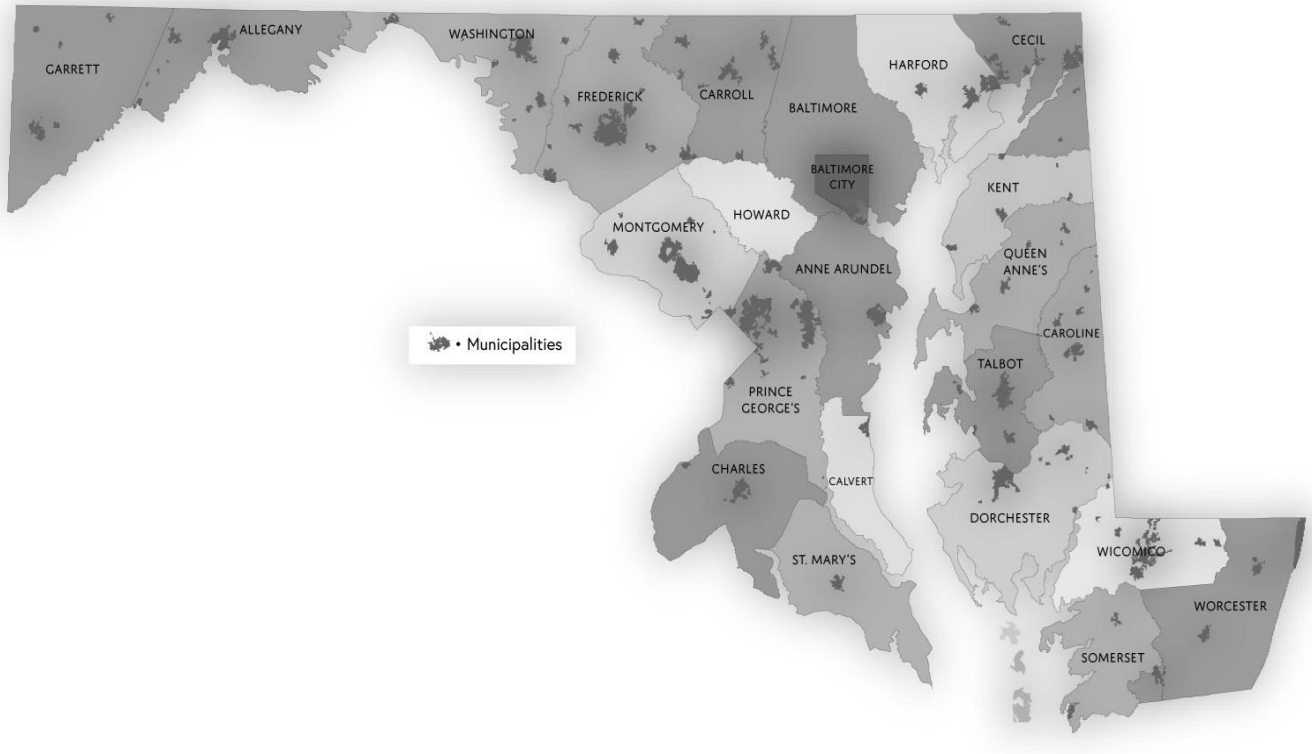 ALLEGANY
WASHINGTON
CECIL
GARRETT
HARFORD
FREDERICK
CARROLL
BALTIMORE
BALTIMORE
CITY
KENT
HOWARD
MONTGOMERY
QUEEN
ANNE'S
ANNE ARUNDEL
CAROLINE
• Municipalities
TALBOT
PRINCE
GEORGE'S
CHARLES
CALVERT
DORCHESTER
WICOMICO
ST. MARY'S
WORCESTER
SOMERSET